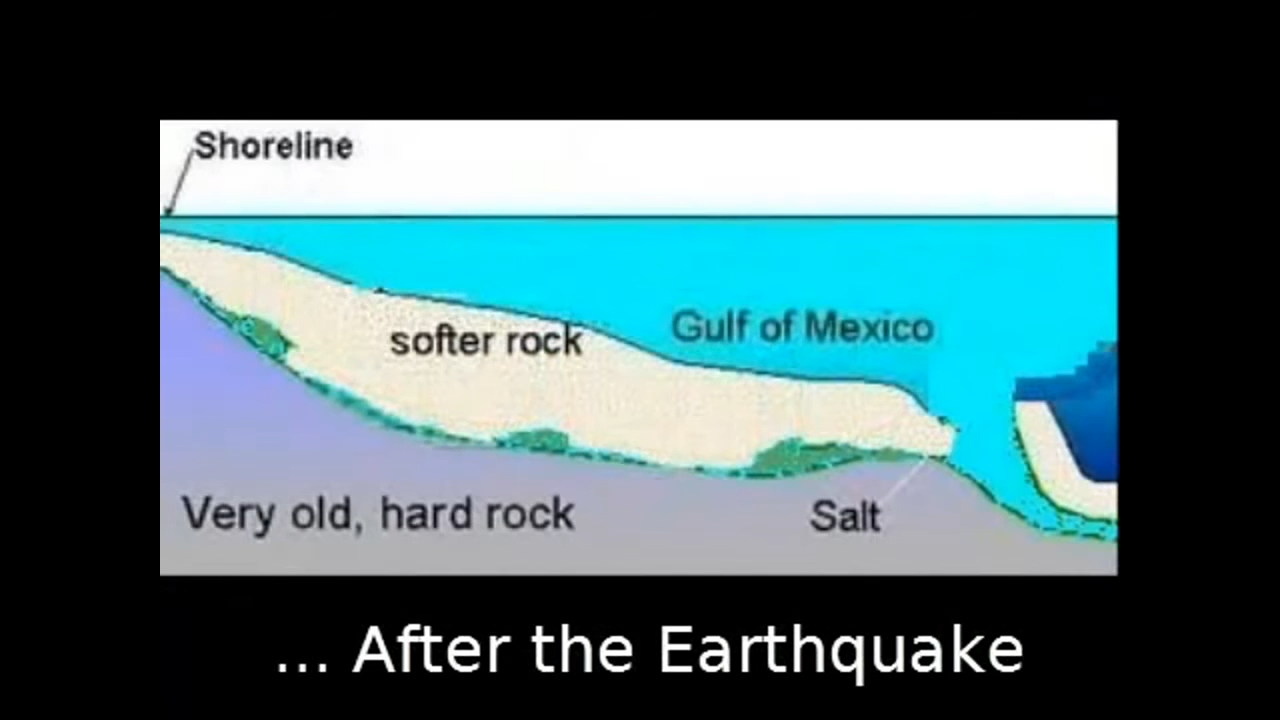 Shoreline
softer rock
Gulf of Mexico
Very old, hard rock
Salt
... After the Earthquake